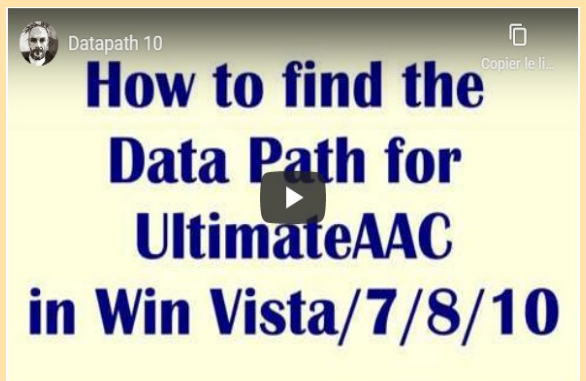 Datapath 10
Copier le li...
How to find the
Data Path for
UltimateAAC
in Win Vista/7/8/10